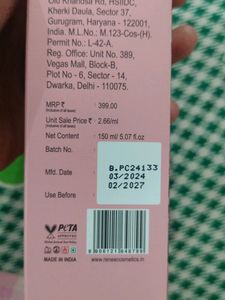 Old Khandsa Rd, HSIIDC,
Kherki Daula, Sector 37,
Gurugram, Haryana - 122001,
India. M.L.No.: M.123-Cos-(H).
Permit No.: L-42-A.
Reg. Office: Unit No. 389,
Vegas Mall, Block-B,
Plot No - 6, Sector - 14,
Dwarka, Delhi - 110075.
MRP ₹ : 399.00
Unit Sale Price ₹ : 2.66/ml
Net Content : 150 ml/ 5.07 fl.oz
Batch No. : B.PC24133
Mfd. Date : 03/2024
Use Before : 02/2027
PETA
APPROVED
MADE IN INDIA